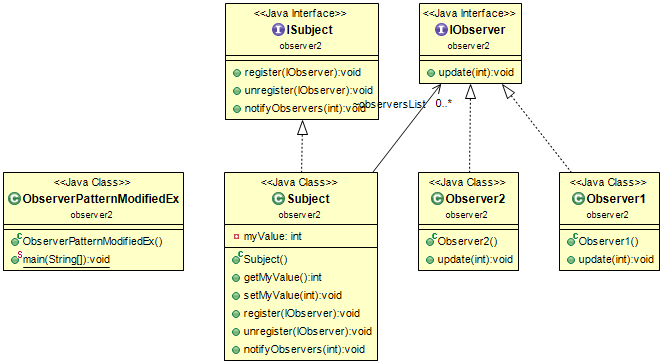 <<Java Interface>>
ISubject
observer2
register(IObserver):void
unregister(IObserver):void
notifyObservers(int):void
<<Java Interface>>
IObserver
observer2
update(int):void
~observersList 0..*
<<Java Class>>
ObserverPatternModifiedEx
observer2
ObserverPatternModifiedEx()
main(String[]):void
<<Java Class>>
Subject
observer2
myValue: int
Subject()
getMyValue():int
setMyValue(int):void
register(IObserver):void
unregister(IObserver):void
notifyObservers(int):void
<<Java Class>>
Observer2
observer2
Observer2()
update(int):void
<<Java Class>>
Observer1
observer2
Observer1()
update(int):void